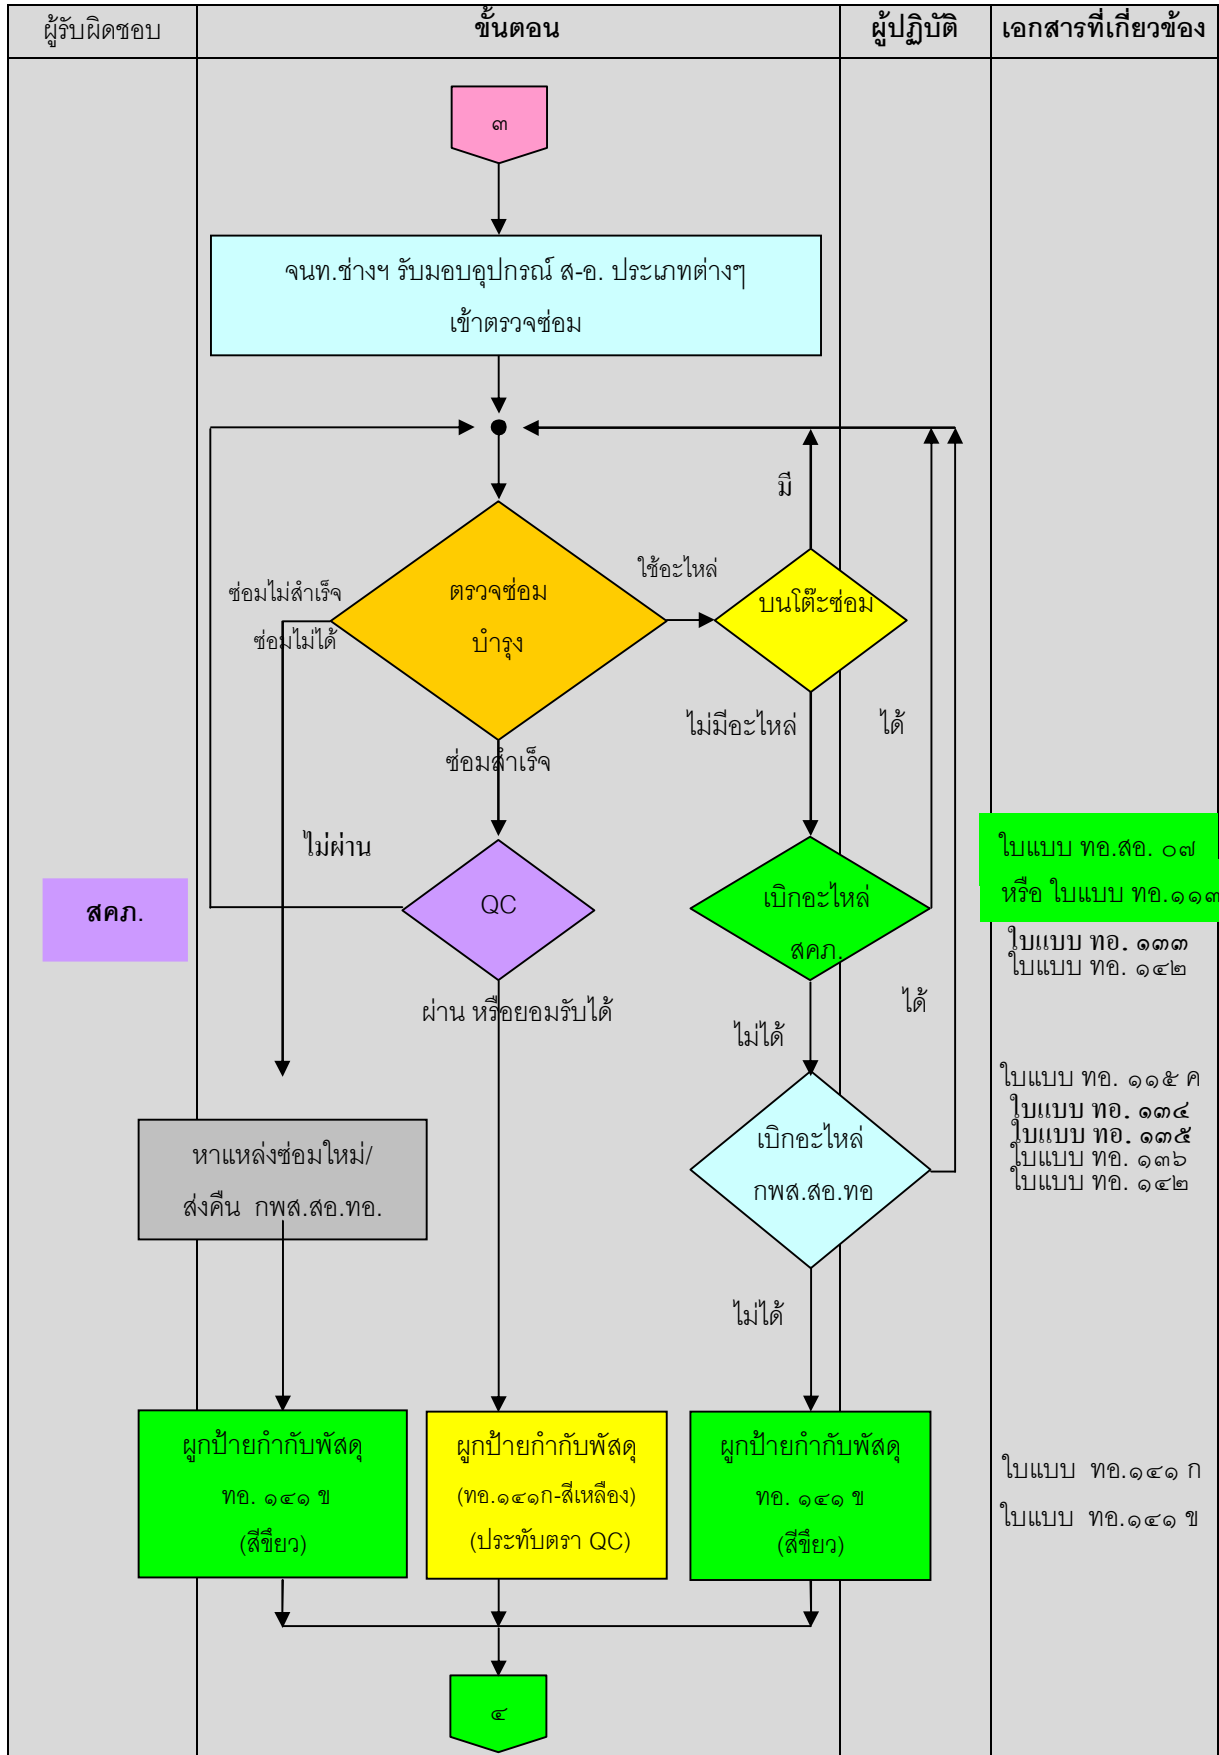 ผู้รับผิดชอบ
ขั้นตอน
ผู้ปฏิบัติ
เอกสารที่เกี่ยวข้อง
๓
จนท.ช่างฯ รับมอบอุปกรณ์ ส-อ. ประเภทต่างๆ
เข้าตรวจซ่อม
มี
ใช้อะไหล่
ซ่อมไม่สำเร็จ
ซ่อมไม่ได้
ตรวจซ่อม
บำรุง
บนโต๊ะซ่อม
ไม่มีอะไหล่
ได้
ซ่อมสำเร็จ
ไม่ผ่าน
สคภ.
QC
เบิกอะไหล่
สคภ.
ใบแบบ ทอ.สอ. ๐๗
หรือ ใบแบบ ทอ.๑๑๓
ใบแบบ ทอ. ๑๓๓
ใบแบบ ทอ. ๑๔๒
ผ่าน หรือยอมรับได้
ไม่ได้
ได้
ใบแบบ ทอ. ๑๑๕ ค
ใบแบบ ทอ. ๑๓๔
ใบแบบ ทอ. ๑๓๕
ใบแบบ ทอ. ๑๓๖
ใบแบบ ทอ. ๑๔๒
หาแหล่งซ่อมใหม่/
ส่งคืน กพส.สอ.ทอ.
เบิกอะไหล่
กพส.สอ.ทอ
ไม่ได้
ผูกป้ายกำกับพัสดุ
ทอ. ๑๔๑ ข
(สีขึยว)
ผูกป้ายกำกับพัสดุ
(ทอ.๑๔๑ก-สีเหลือง)
(ประทับตรา QC)
ผูกป้ายกำกับพัสดุ
ทอ. ๑๔๑ ข
(สีขึยว)
ใบแบบ ทอ.๑๔๑ ก
ใบแบบ ทอ.๑๔๑ ข
๔